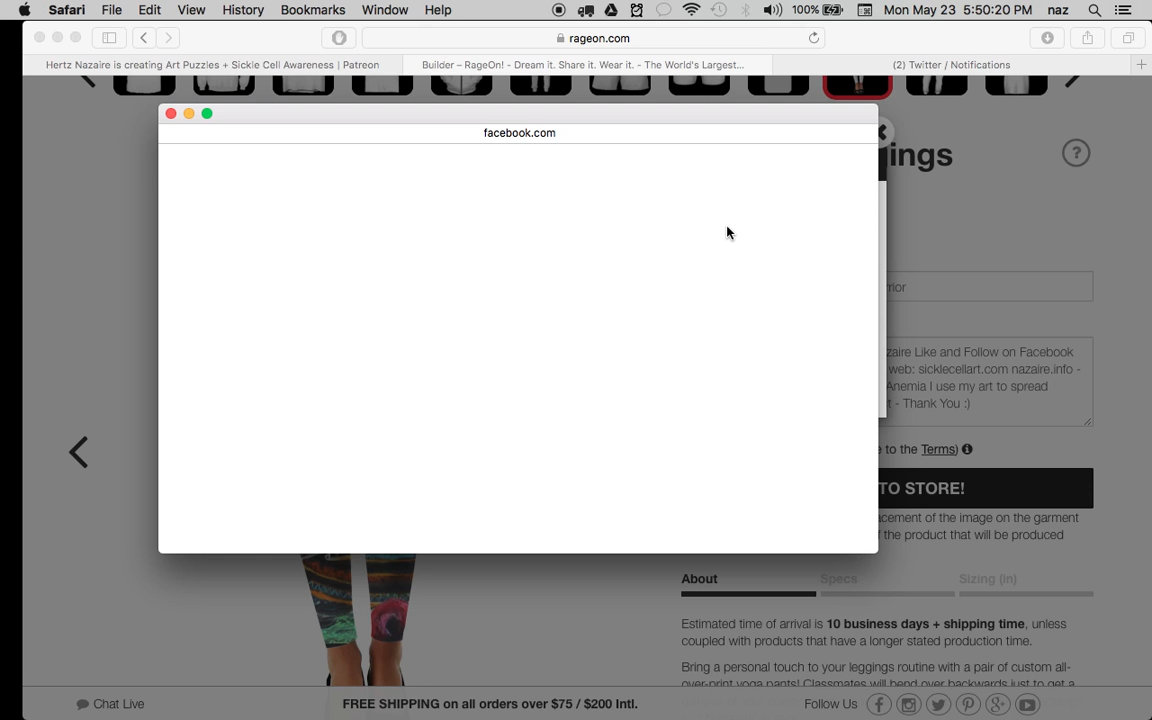 Safari File Edit View History Bookmarks Window Help 100% Mon May 23 5:50:20 PM naz
rageon.com
Hertz Nazaire is creating Art Puzzles + Sickle Cell Awareness | Patreon
Builder – RageOn! - Dream it. Share it. Wear it. - The World's Largest...
(2) Twitter / Notifications
facebook.com
ings
?
rior
zaire Like and Follow on Facebook
web: sicklecellart.com nazaire.info -
Anemia I use my art to spread
t - Thank You :)
e to the Terms)
TO STORE!
acement of the image on the garment
f the product that will be produced
About Specs Sizing (in)
Estimated time of arrival is 10 business days + shipping time, unless
coupled with products that have a longer stated production time.
Bring a personal touch to your leggings routine with a pair of custom all-
over-print yoga pants! Classmates will bend over backwards just to get a
Chat Live
FREE SHIPPING on all orders over $75 / $200 Intl.
Follow Us